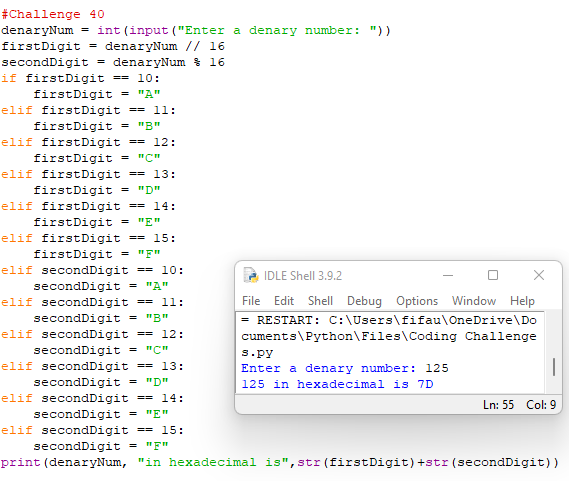 #Challenge 40
denaryNum = int(input("Enter a denary number: "))
firstDigit = denaryNum // 16
secondDigit = denaryNum % 16
if firstDigit == 10:
    firstDigit = "A"
elif firstDigit == 11:
    firstDigit = "B"
elif firstDigit == 12:
    firstDigit = "C"
elif firstDigit == 13:
    firstDigit = "D"
elif firstDigit == 14:
    firstDigit = "E"
elif firstDigit == 15:
    firstDigit = "F"
elif secondDigit == 10:
    secondDigit = "A"
elif secondDigit == 11:
    secondDigit = "B"
elif secondDigit == 12:
    secondDigit = "C"
elif secondDigit == 13:
    secondDigit = "D"
elif secondDigit == 14:
    secondDigit = "E"
elif secondDigit == 15:
    secondDigit = "F"
print(denaryNum, "in hexadecimal is",str(firstDigit)+str(secondDigit))
IDLE Shell 3.9.2
File Edit Shell Debug Options Window Help
= RESTART: C:\Users\fifau\OneDrive\Do
cuments\Python\Files\Coding Challenge
s.py
Enter a denary number: 125
125 in hexadecimal is 7D
Ln: 55 Col: 9